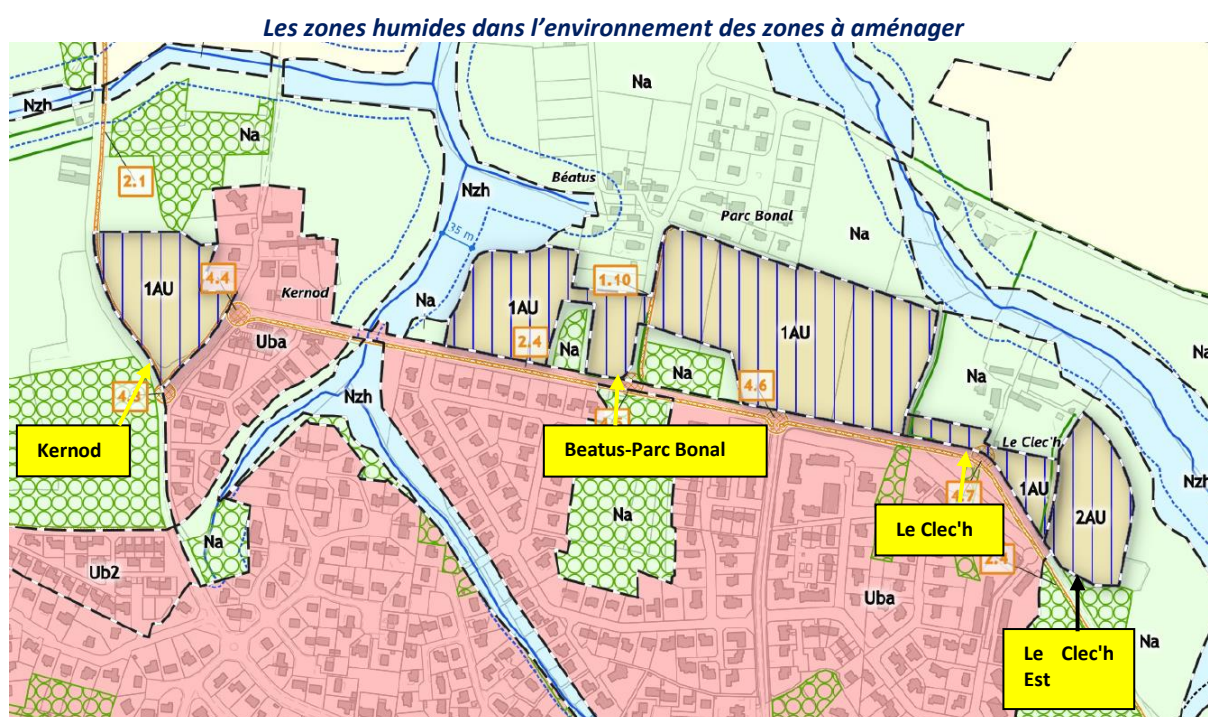 Les zones humides dans l'environnement des zones à aménager
Na
Nzh
Na
2.1
Nzh
Béatus
Parc Bonal
Na
Na
35 m
1AU
4.4
Kernod
Na
1AU
2.4
1.10
1AU
Na
Na
Na
Uba
4.6
Nzh
Kernod
Beatus-Parc Bonal
Le Clec'h
Nzh
1AU
2AU
4.7
Le Clec'h
2.4
Na
Na
Ub2
Uba
Na
Le Clec'h
Est